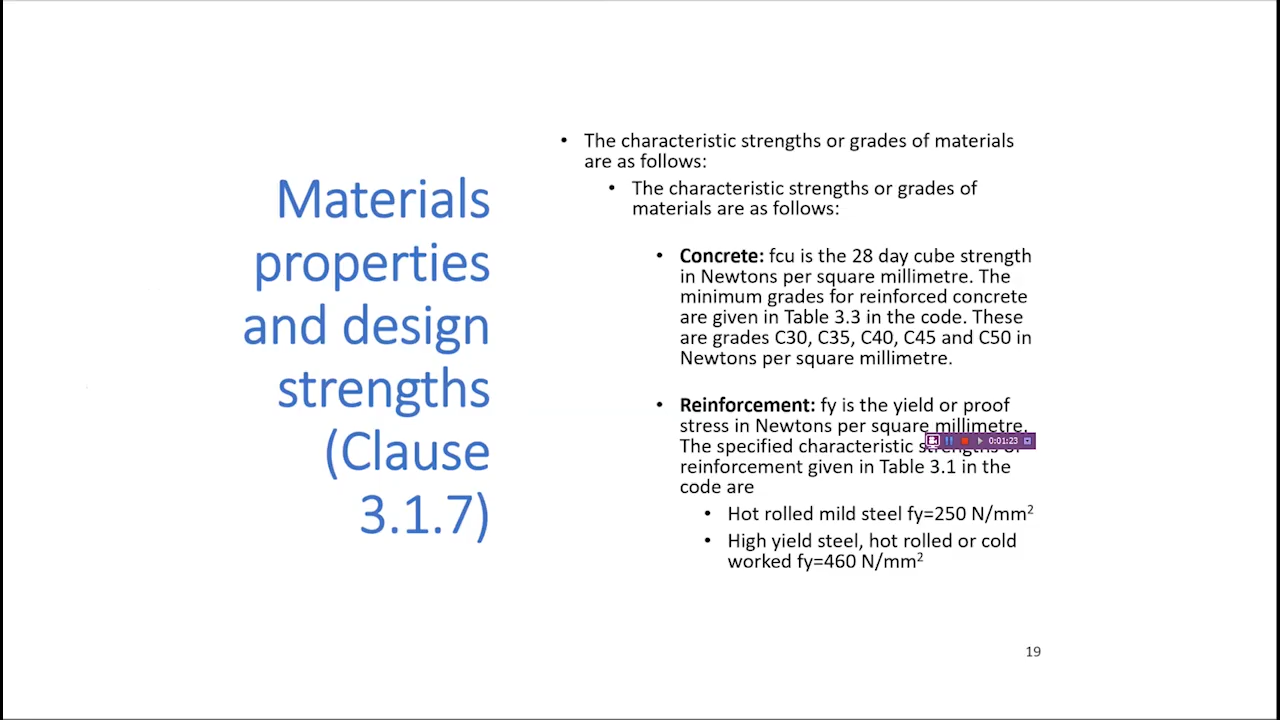 Materials
properties
and design
strengths
(Clause
3.1.7)
• The characteristic strengths or grades of materials
are as follows:
• The characteristic strengths or grades of
materials are as follows:
• Concrete: fcu is the 28 day cube strength
in Newtons per square millimetre. The
minimum grades for reinforced concrete
are given in Table 3.3 in the code. These
are grades C30, C35, C40, C45 and C50 in
Newtons per square millimetre.
• Reinforcement: fy is the yield or proof
stress in Newtons per square millimetre.
The specified characteristic strengths of
0:01:23
reinforcement given in Table 3.1 in the
code are
• Hot rolled mild steel fy=250 N/mm²
• High yield steel, hot rolled or cold
worked fy=460 N/mm²
19